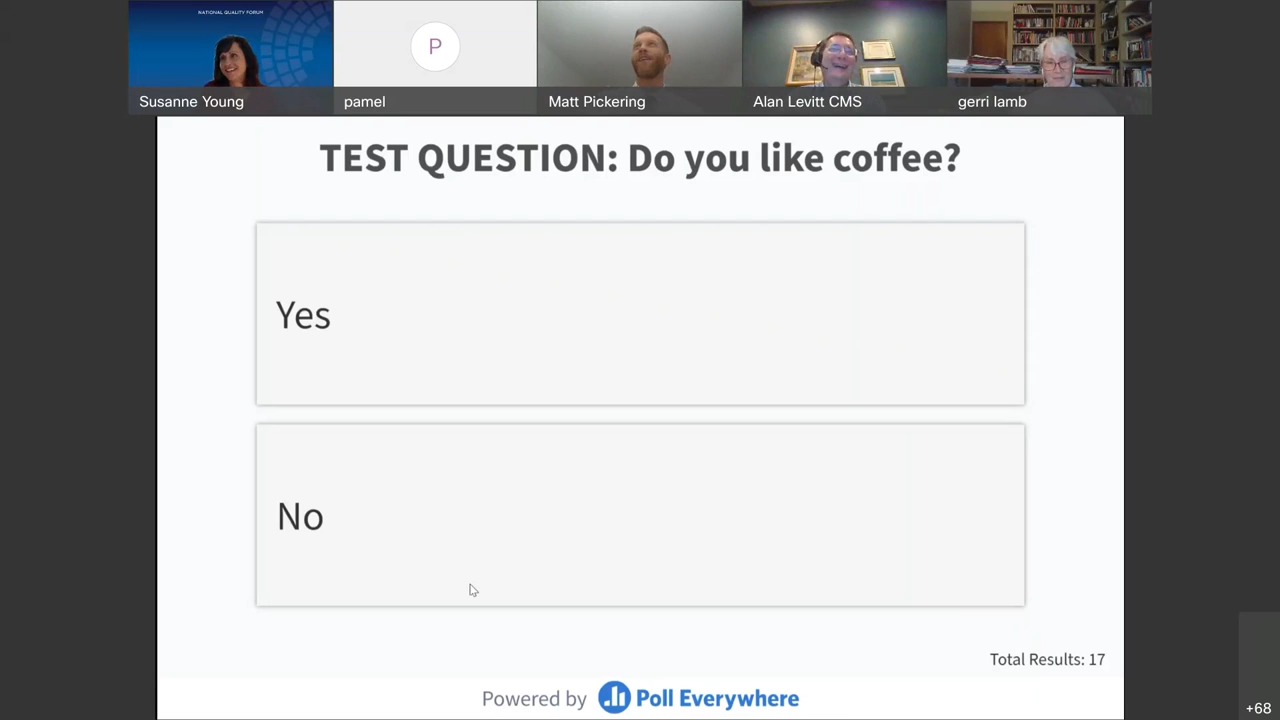 NATIONAL QUALITY FORUM
P
Susanne Young
pamel
Matt Pickering
Alan Levitt CMS
gerri lamb
TEST QUESTION: Do you like coffee?
Yes
No
Total Results: 17
Powered by Poll Everywhere
+68